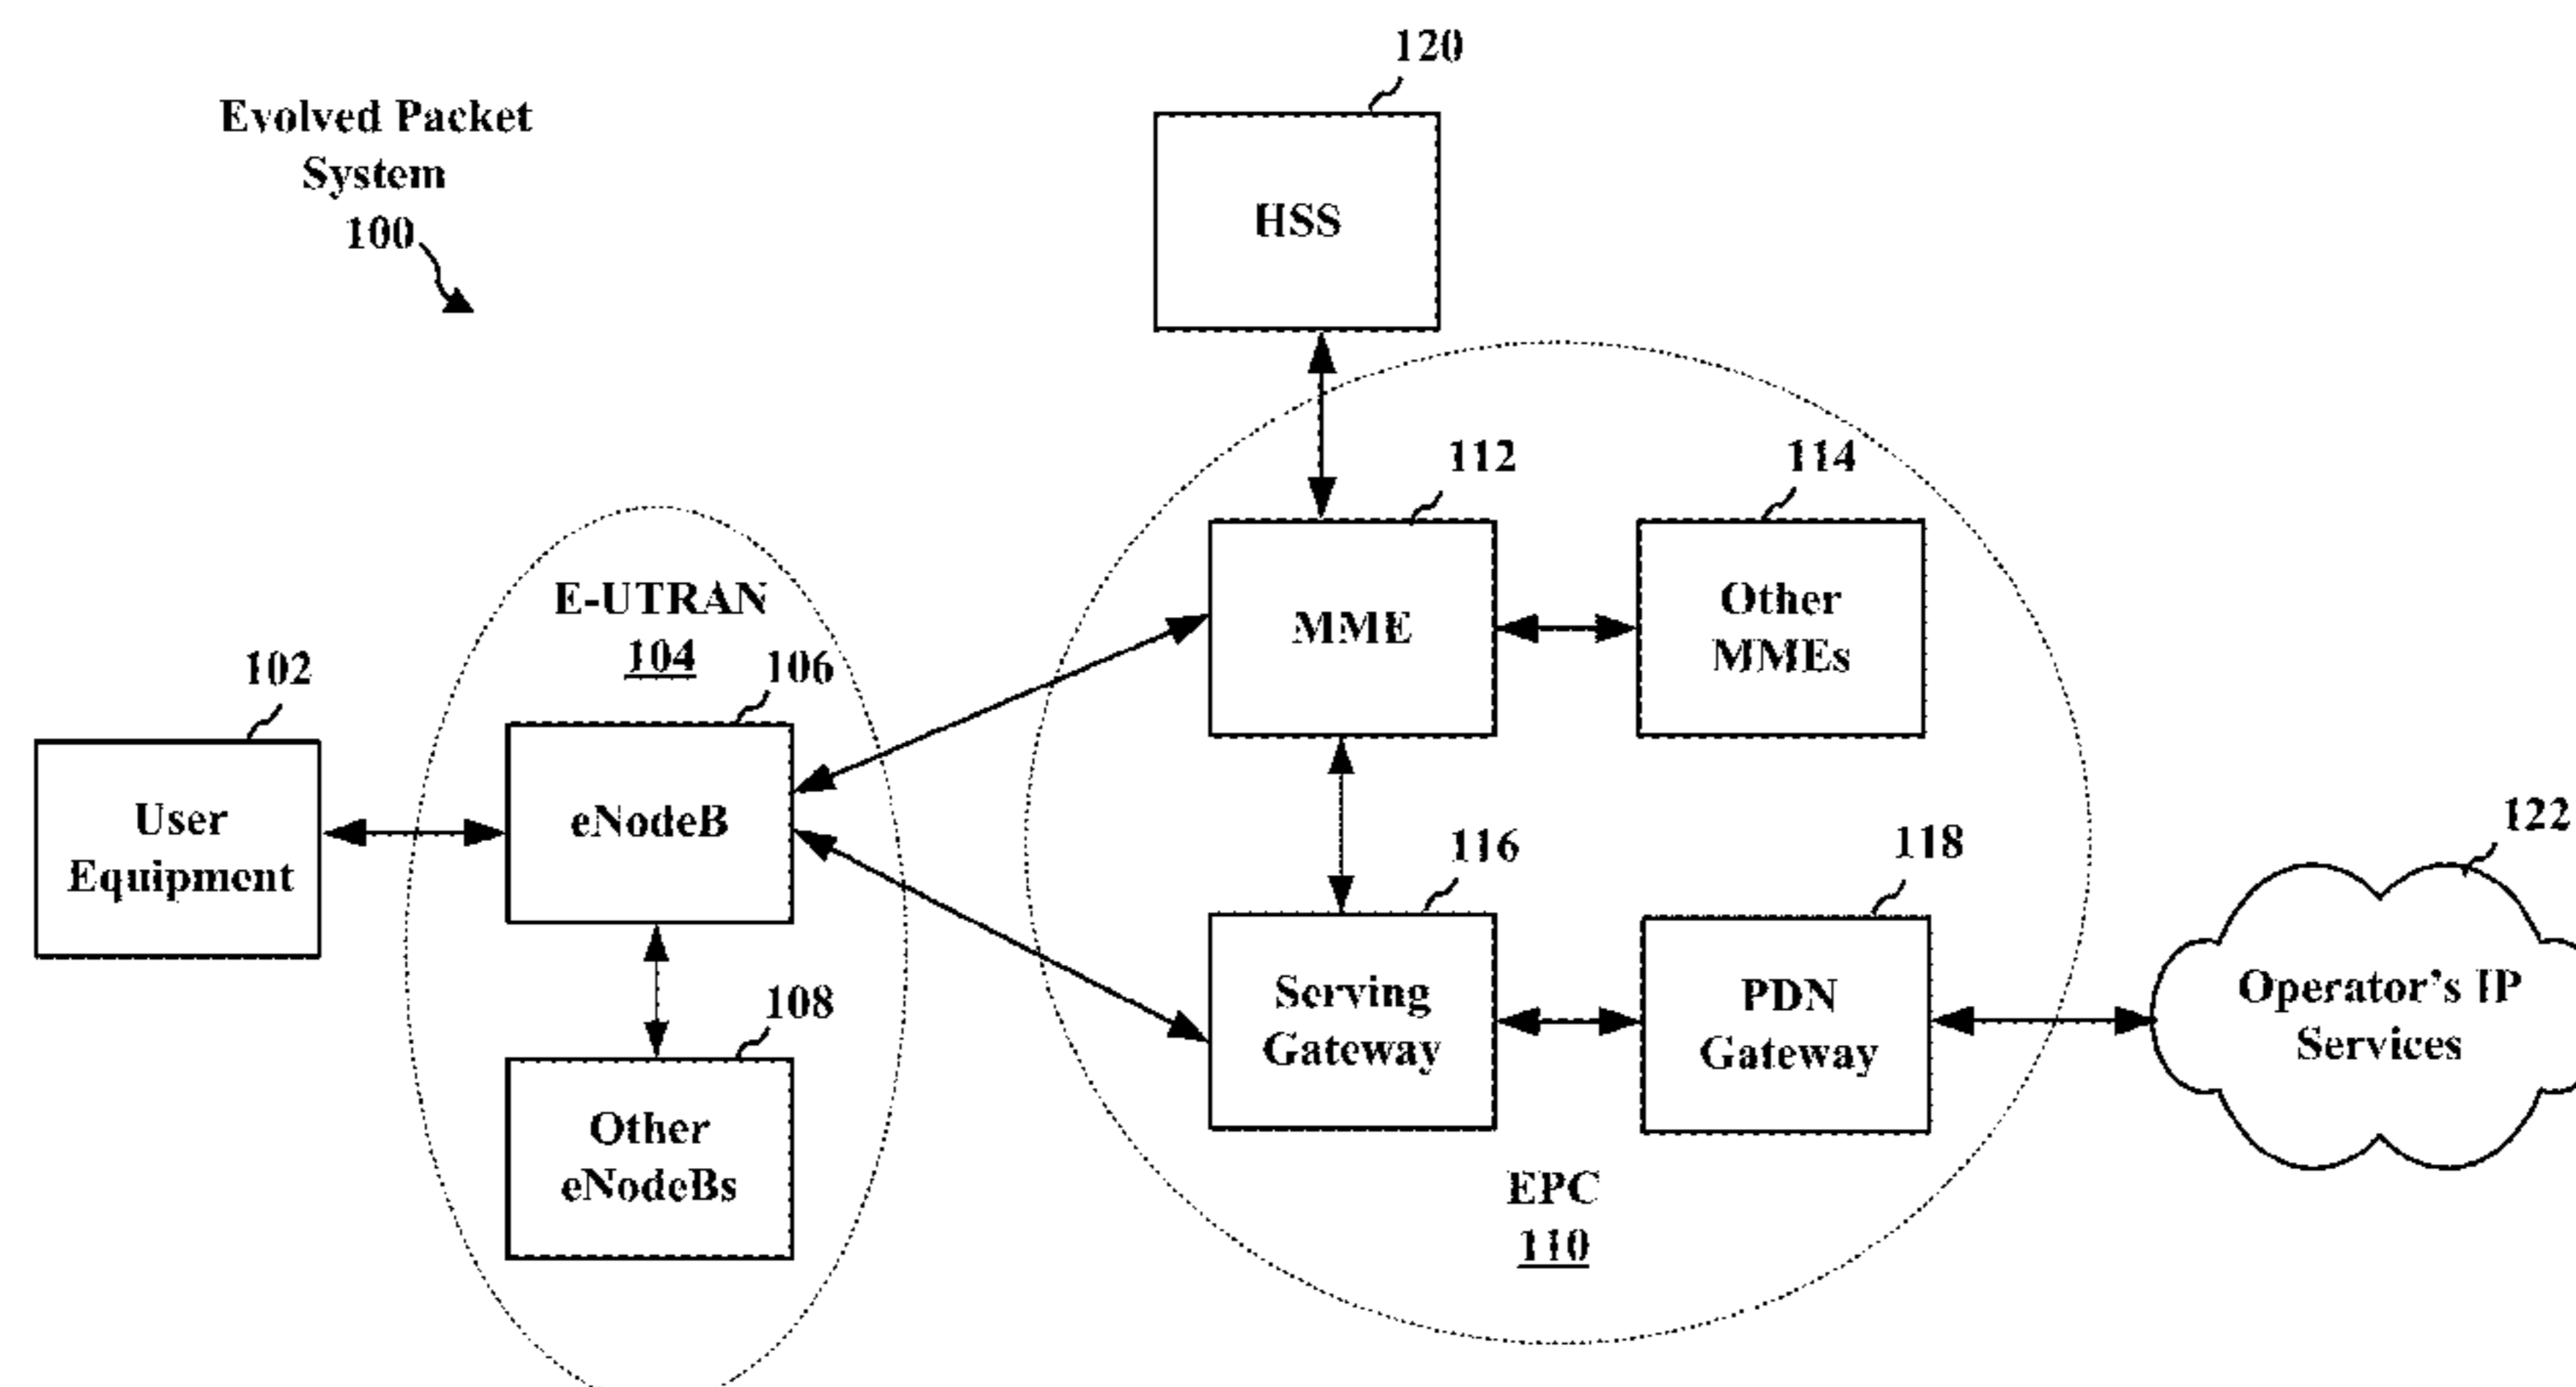 Evolved Packet
System
100
120
HSS
112
114
MME
Other
MMEs
E-UTRAN
104
102
106
User
Equipment
eNodeB
108
Other
eNodeBs
116
118
Serving
Gateway
PDN
Gateway
EPC
110
122
Operator's IP
Services